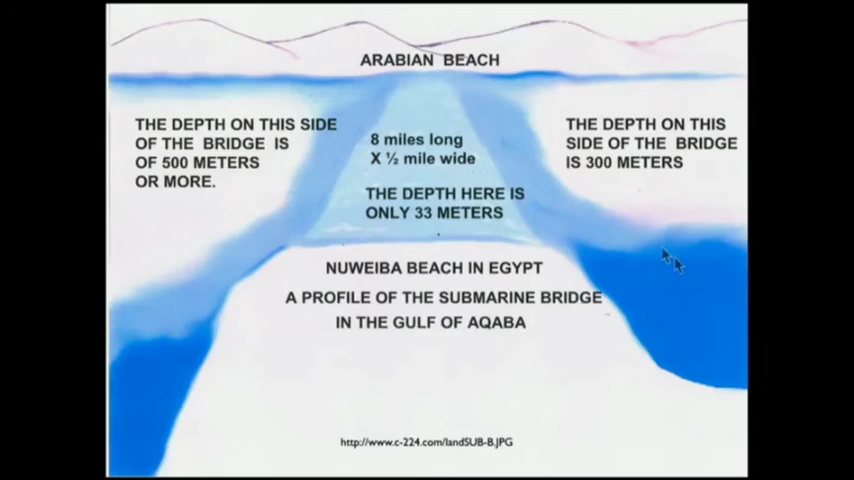 ARABIAN BEACH
THE DEPTH ON THIS SIDE
OF THE BRIDGE IS
OF 500 METERS
OR MORE.
8 miles long
X ½ mile wide
THE DEPTH HERE IS
ONLY 33 METERS
THE DEPTH ON THIS
SIDE OF THE BRIDGE
IS 300 METERS
NUWEIBA BEACH IN EGYPT
A PROFILE OF THE SUBMARINE BRIDGE
IN THE GULF OF AQABA
http://www.c-224.com/landSUB-B.JPG